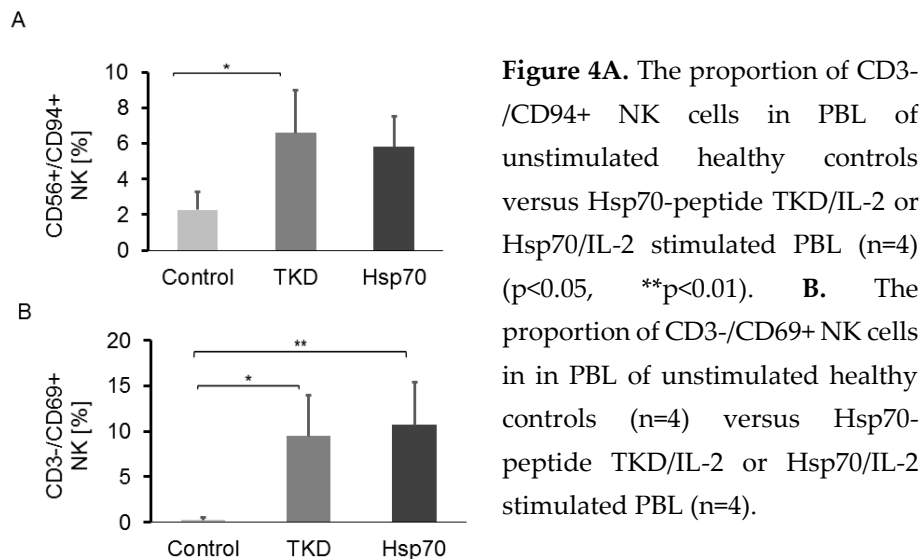 A
CD56+/CD94+
NK [%]
10
8
6
4
2
0
*
Control TKD Hsp70
B
CD3-/CD69+
NK [%]
20
15
10
5
0
**
*
Control TKD Hsp70
Figure 4A. The proportion of CD3-
/CD94+ NK cells in PBL of
unstimulated healthy controls
versus Hsp70-peptide TKD/IL-2 or
Hsp70/IL-2 stimulated PBL (n=4)
(p<0.05, **p<0.01). B. The
proportion of CD3-/CD69+ NK cells
in in PBL of unstimulated healthy
controls (n=4) versus Hsp70-
peptide TKD/IL-2 or Hsp70/IL-2
stimulated PBL (n=4).